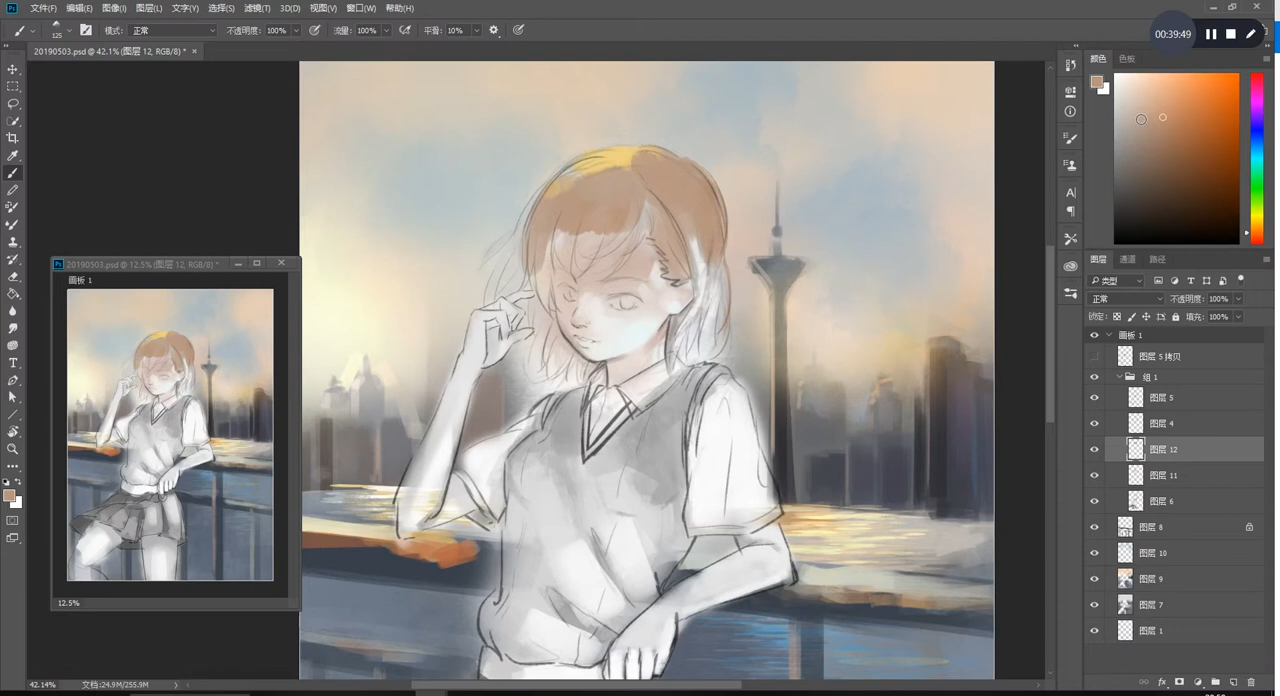 Ps 文件(F) 编辑(E) 图像(I) 图层(L) 文字(Y) 选择(S) 滤镜(T) 3D(D) 视图(V) 窗口(W) 帮助(H)
125 模式: 正常 不透明度: 100% 流量: 100% 平滑: 10%
00:39:49
20190503.psd @ 42.1% (图层 12, RGB/8) * ×
颜色 色板
Ps 20190503.psd @ 12.5% (图层 12, RGB/8) *
画板 1
12.5%
图层 通道 路径
类型
正常 不透明度: 100%
锁定: 填充: 100%
画板 1
图层 5 拷贝
组 1
图层 5
图层 4
图层 12
图层 11
图层 6
图层 8
图层 10
图层 9
图层 7
图层 1
42.14% 文档:24.9M/255.9M